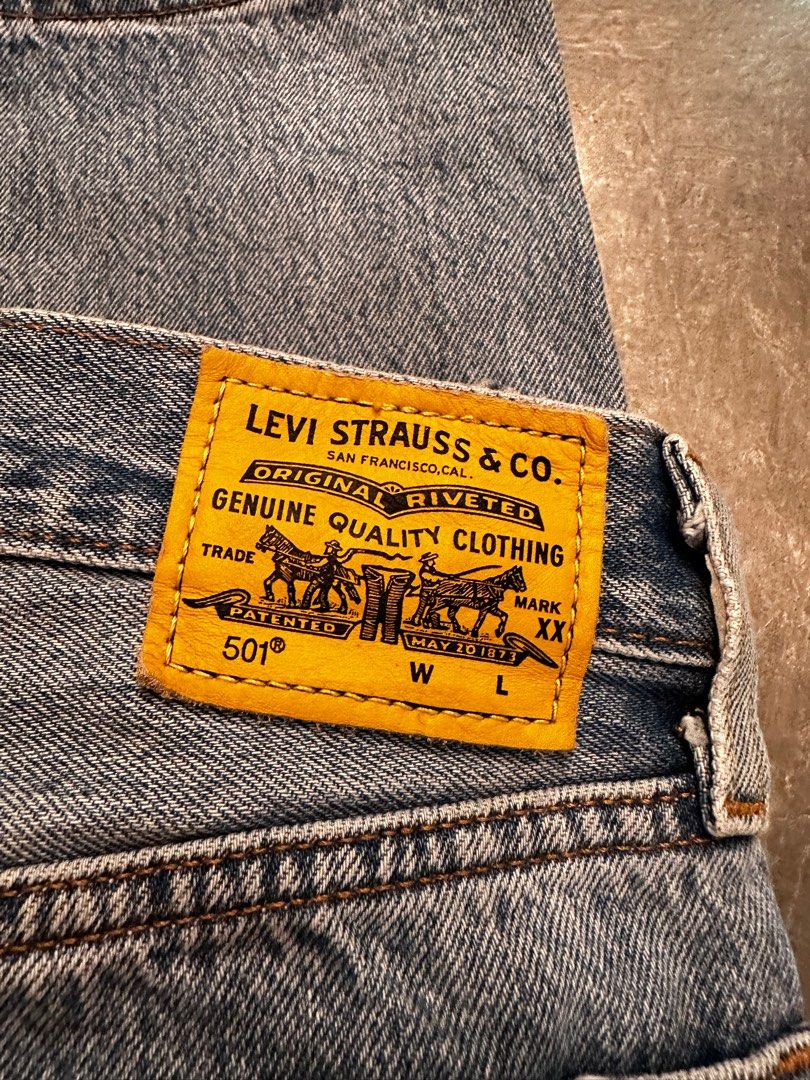 LEVI STRAUSS & CO.
SAN FRANCISCO, CAL.
ORIGINAL RIVETED
GENUINE QUALITY CLOTHING
TRADE MARK
PATENTED MAY 20 1873 XX
501® W L